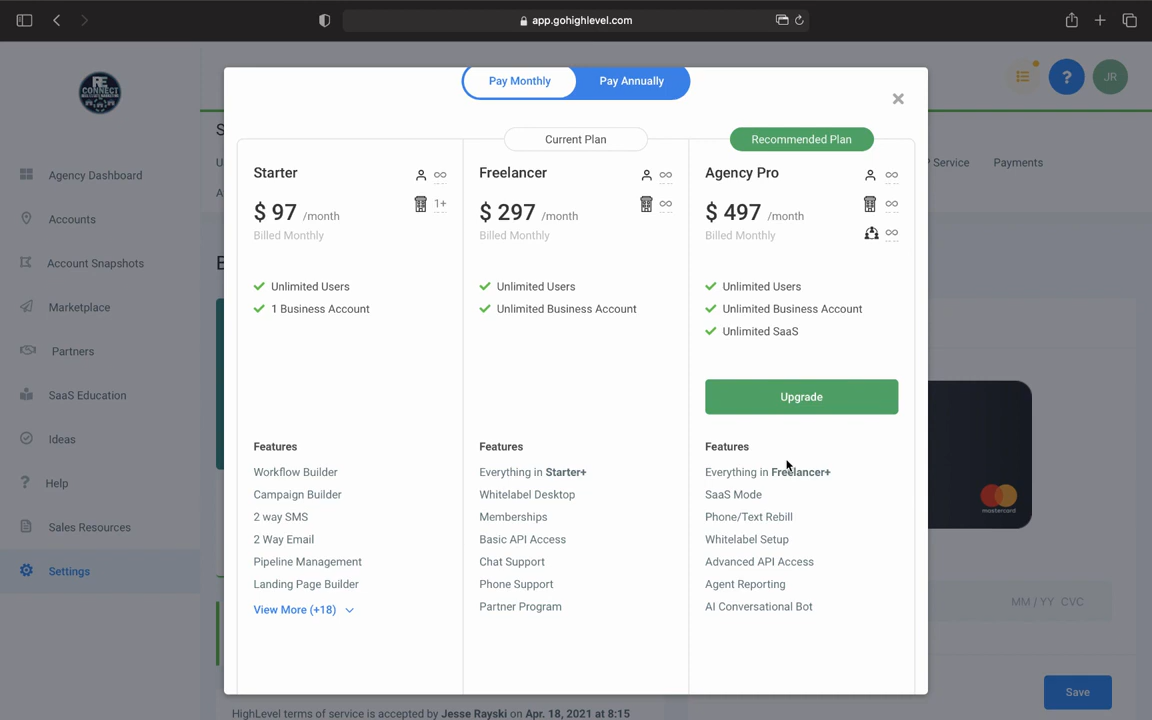 app.gohighlevel.com
Pay Monthly
Pay Annually
?
JR
RE
CONNECT
S
Current Plan
Recommended Plan
U
P Service
Payments
A
Starter
∞
$ 97 /month
1+
Billed Monthly
Unlimited Users
1 Business Account
Features
Workflow Builder
Campaign Builder
2 way SMS
2 Way Email
Pipeline Management
Landing Page Builder
View More (+18)
Freelancer
∞
$ 297 /month
∞
Billed Monthly
Unlimited Users
Unlimited Business Account
Features
Everything in Starter+
Whitelabel Desktop
Memberships
Basic API Access
Chat Support
Phone Support
Partner Program
Agency Pro
∞
$ 497 /month
∞
Billed Monthly
∞
Unlimited Users
Unlimited Business Account
Unlimited SaaS
Upgrade
Features
Everything in Freelancer+
SaaS Mode
Phone/Text Rebill
Whitelabel Setup
Advanced API Access
Agent Reporting
AI Conversational Bot
Agency Dashboard
Accounts
Account Snapshots
Marketplace
Partners
SaaS Education
Ideas
? Help
Sales Resources
Settings
mastercard
MM / YY CVC
Save
HighLevel terms of service is accepted by Jesse Rayski on Apr. 18, 2021 at 8:15